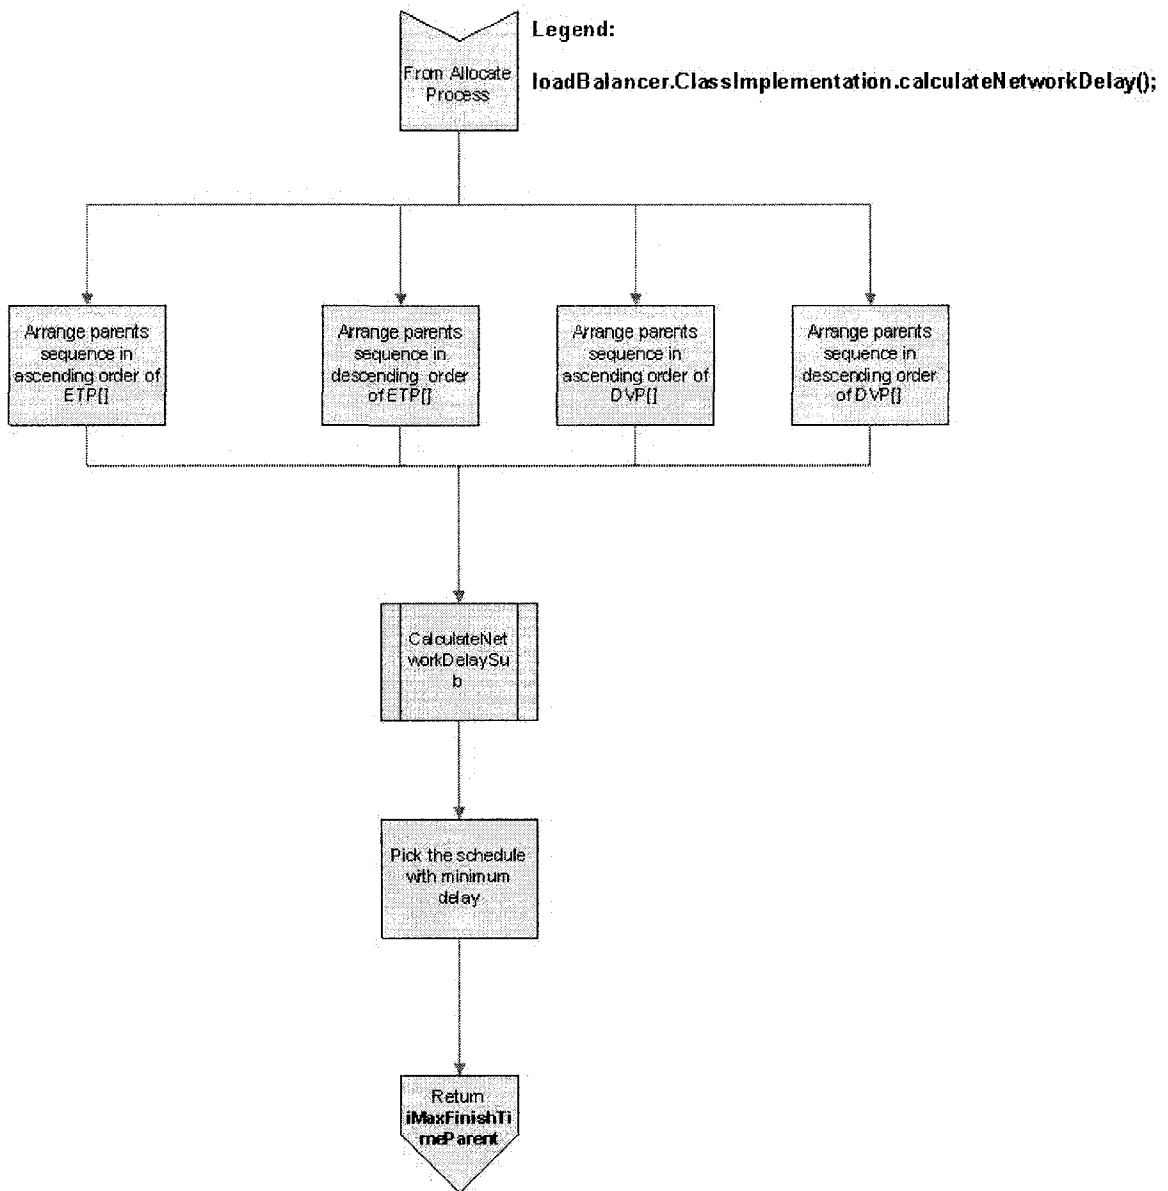 Legend:
From Allocate
Process
loadBalancer.ClassImplementation.calculateNetworkDelay();
Arrange parents
sequence in
ascending order of
ETP[]
Arrange parents
sequence in
descending order
of ETP[]
Arrange parents
sequence in
ascending order of
DVP[]
Arrange parents
sequence in
descending order
of DVP[]
CalculateNet
workDelaySu
b
Pick the schedule
with minimum
delay
Return
iMaxFinishTi
meParent